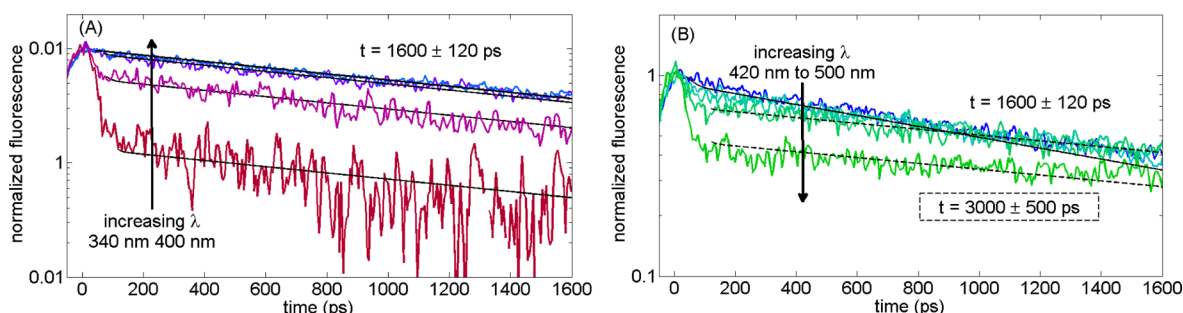 (A)
normalized fluorescence
0.01
1
0.01
t = 1600 ± 120 ps
increasing λ
340 nm 400 nm
0 200 400 600 800 1000 1200 1400 1600
time (ps)
(B)
normalized fluorescence
1
0.1
increasing λ
420 nm to 500 nm
t = 1600 ± 120 ps
t = 3000 ± 500 ps
0 200 400 600 800 1000 1200 1400 1600
time (ps)